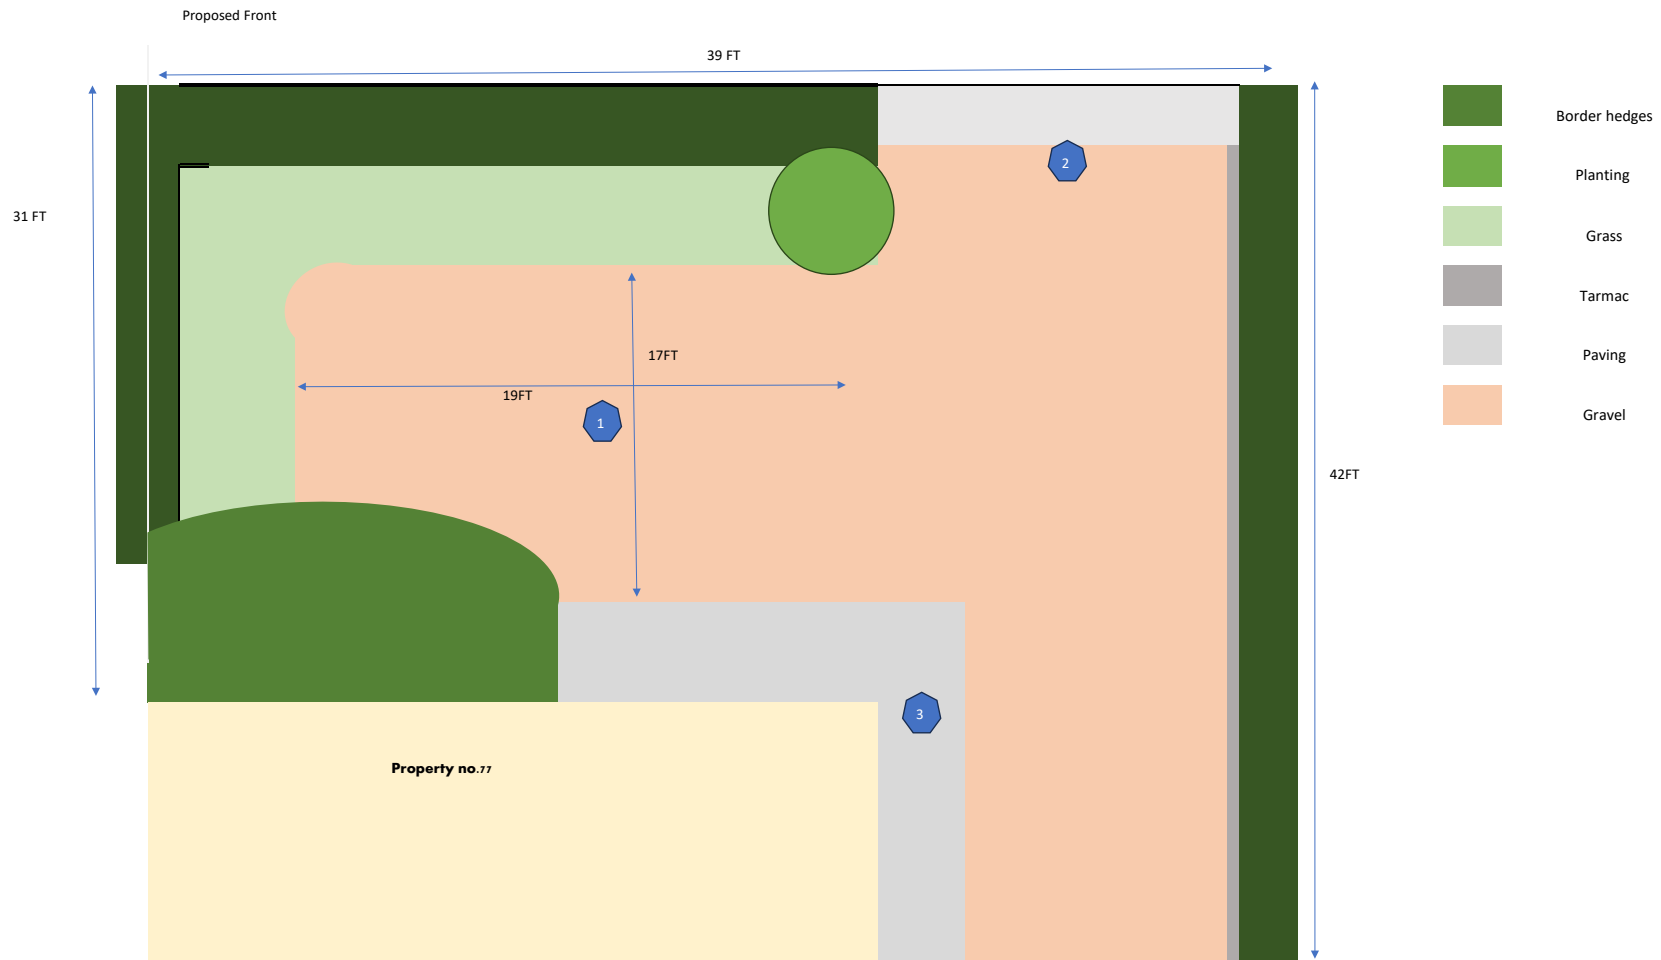 Proposed Front
39 FT
Border hedges
2
Planting
31 FT
Grass
Tarmac
17FT
Paving
19FT
1
Gravel
42FT
3
Property no.77